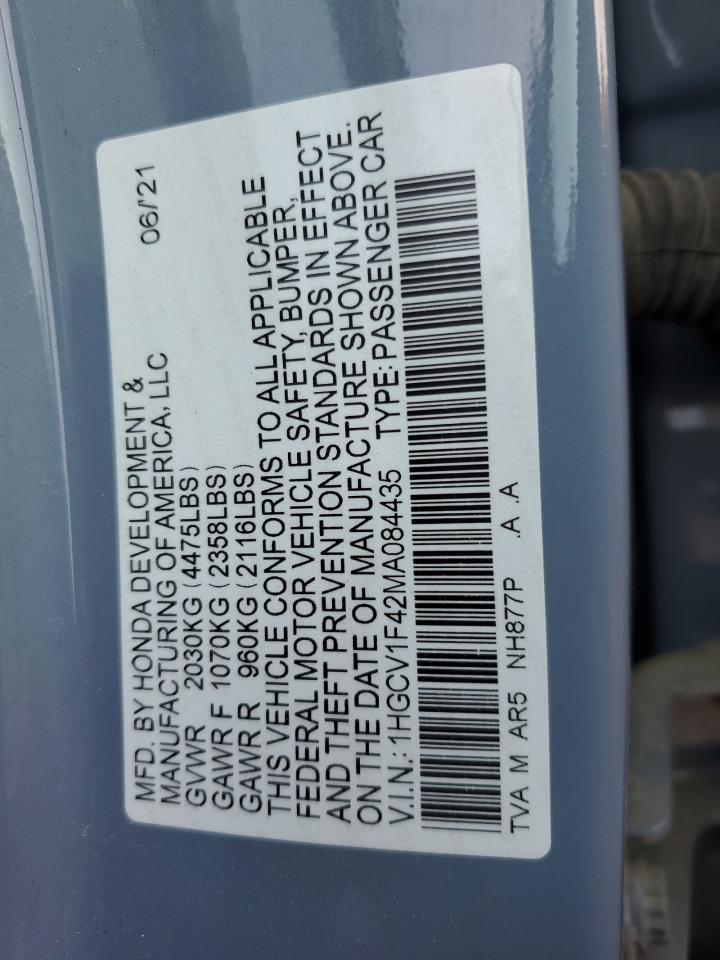 MFD. BY HONDA DEVELOPMENT & 06/'21
MANUFACTURING OF AMERICA, LLC
GVWR 2030KG (4475LBS)
GAWR F 1070KG (2358LBS)
GAWR R 960KG (2116LBS)
THIS VEHICLE CONFORMS TO ALL APPLICABLE
FEDERAL MOTOR VEHICLE SAFETY, BUMPER,
AND THEFT PREVENTION STANDARDS IN EFFECT
ON THE DATE OF MANUFACTURE SHOWN ABOVE.
V.I.N.: 1HGCV1F42MA084435 TYPE: PASSENGER CAR
TVA M AR5 NH877P .A .A